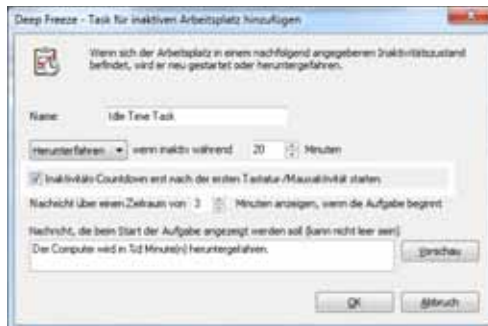 Deep Freeze - Task für inaktiven Arbeitsplatz hinzufügen
Wenn sich der Arbeitsplatz in einem nachfolgend angegebenen Inaktivitätszustand
befindet, wird er neu gestartet oder heruntergefahren.
Name: Idle Time Task
Herunterfahren wenn inaktiv während 20 Minuten
Inaktivitäts-Countdown erst nach der ersten Tastatur-/Mausaktivität starten
Nachricht über einen Zeitraum von 3 Minuten anzeigen, wenn die Aufgabe beginnt
Nachricht, die beim Start der Aufgabe angezeigt werden soll (kann nicht leer sein)
Der Computer wird in %d Minute(n) heruntergefahren.
Vorschau
OK Abbruch